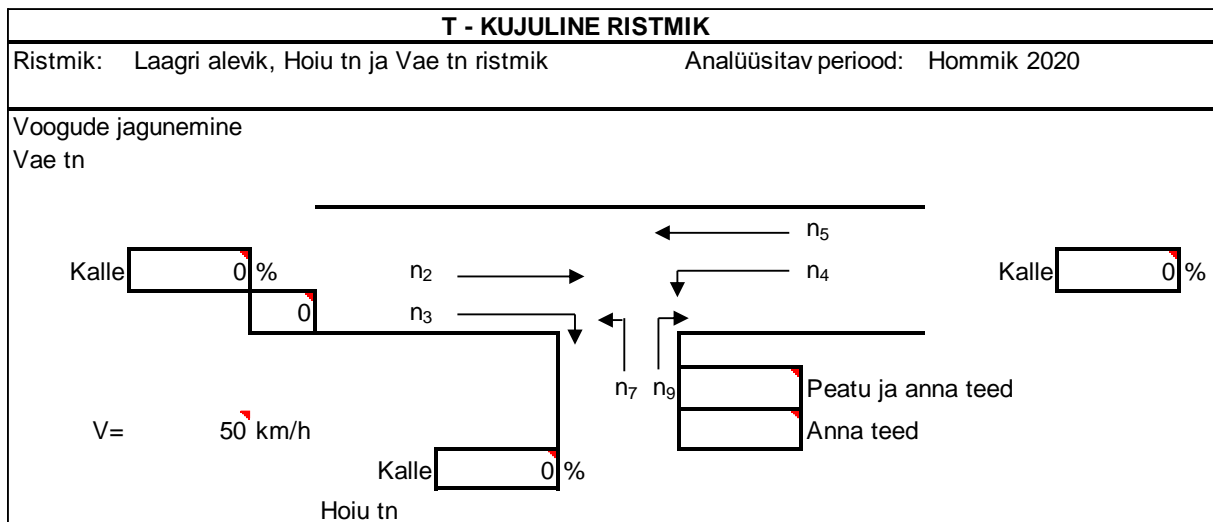 T - KUJULINE RISTMIK
Ristmik: Laagri alevik, Hoiu tn ja Vae tn ristmik Analüüsitav periood: Hommik 2020
Voogude jagunemine
Vae tn
n5
Kalle 0 % n2 n4 Kalle 0 %
0 n3
n7 n9 Peatu ja anna teed
V= 50 km/h Anna teed
Kalle 0 %
Hoiu tn